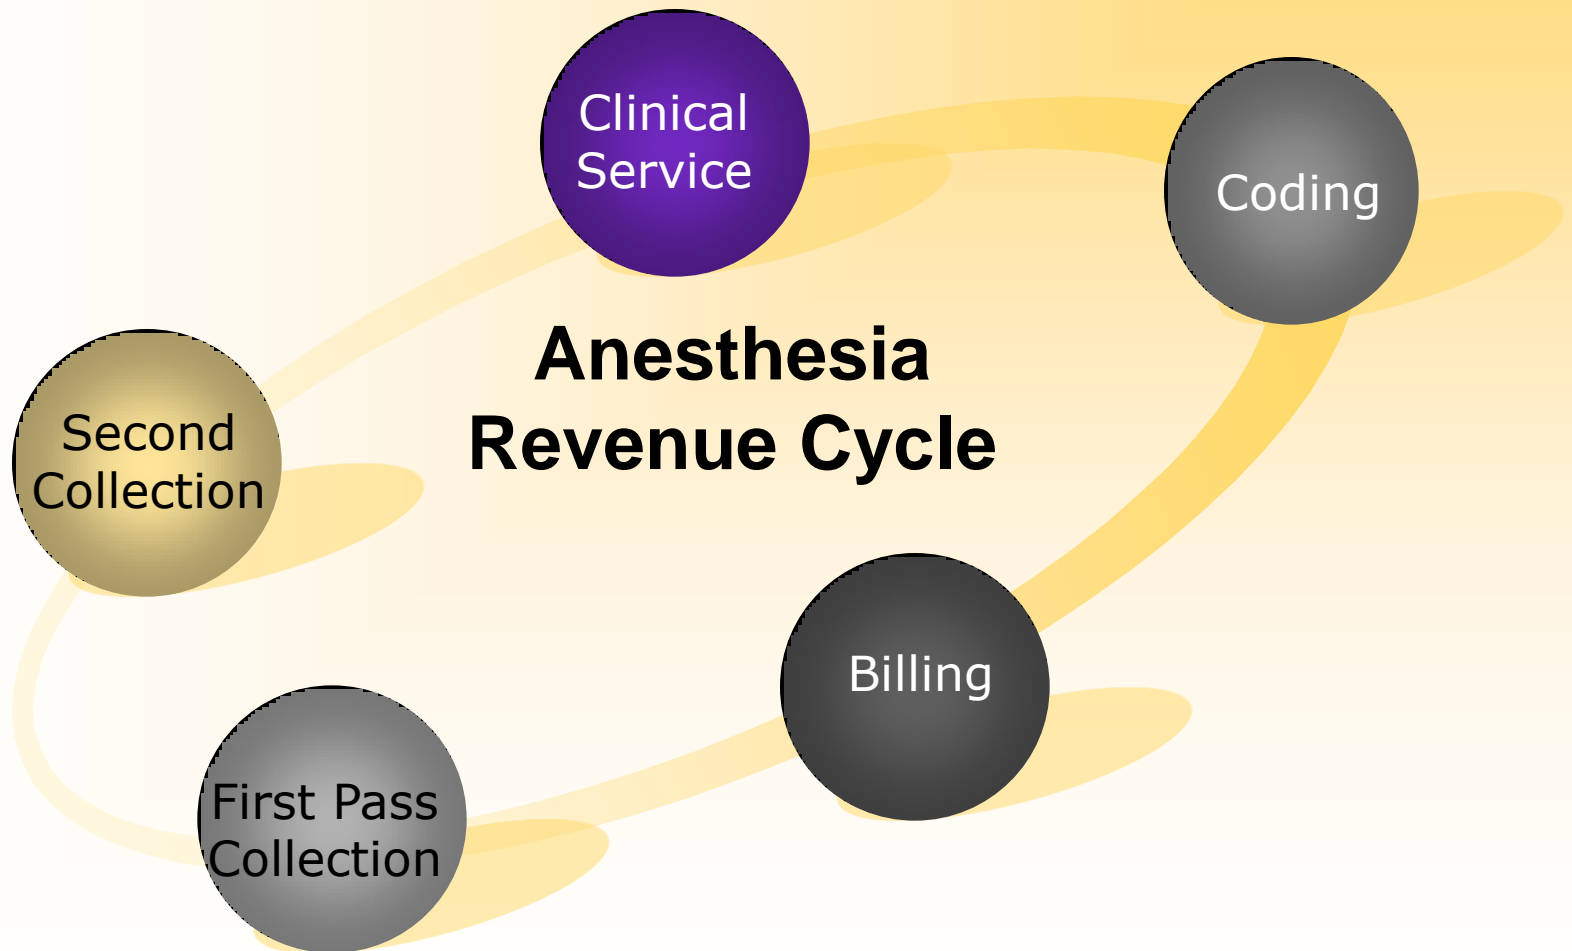 Clinical
Service
Coding
Anesthesia
Revenue Cycle
Second
Collection
Billing
First Pass
Collection